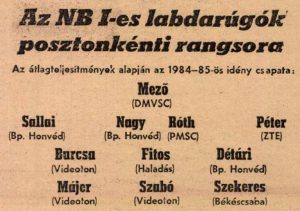 Az NB I-es labdarúgók
posztonkénti rangsora
Az átlagteljesítmények alapján az 1984–85-ös idény csapata:
Mező
(DMVSC)
Sallai Nagy Róth Péter
(Bp. Honvéd) (Bp. Honvéd) (PMSC) (ZTE)
Burcsa Fitos Détári
(Videoton) (Haladás) (Bp. Honvéd)
Májer Szabó Szekeres
(Videoton) (Videoton) (Békéscsaba)